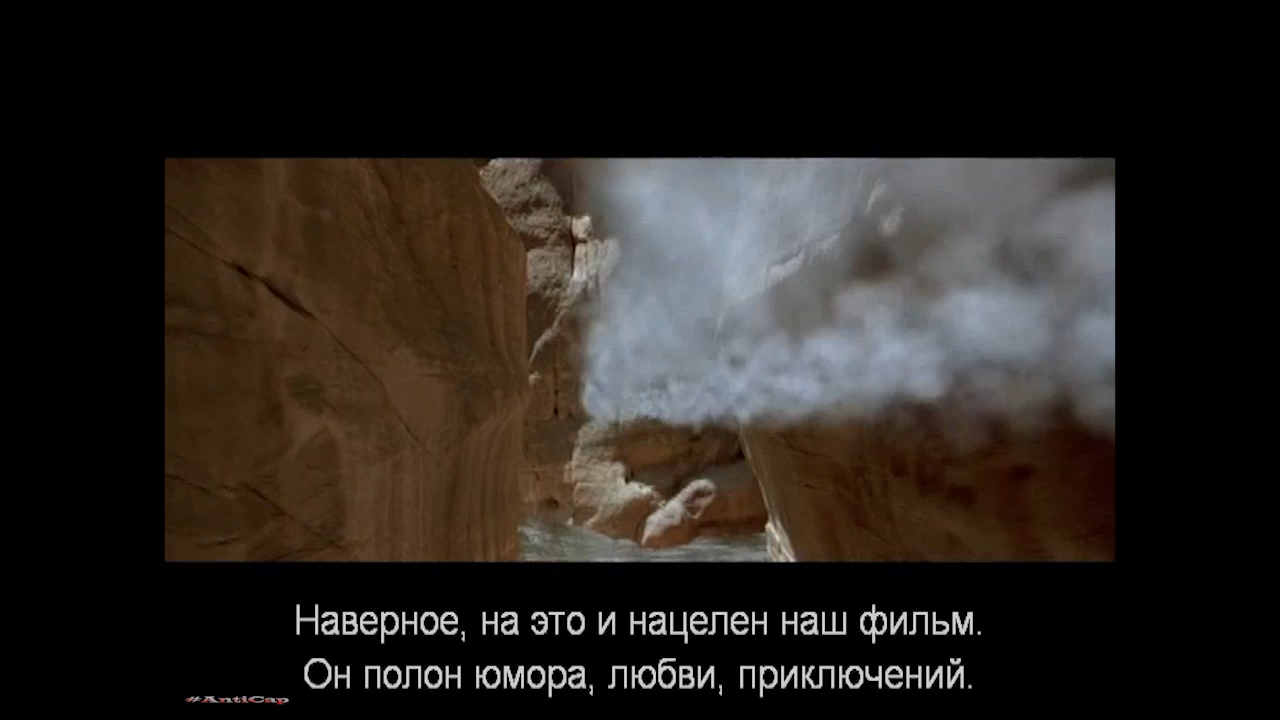 Наверное, на это и нацелен наш фильм.
Он полон юмора, любви, приключений.
#AntiCap